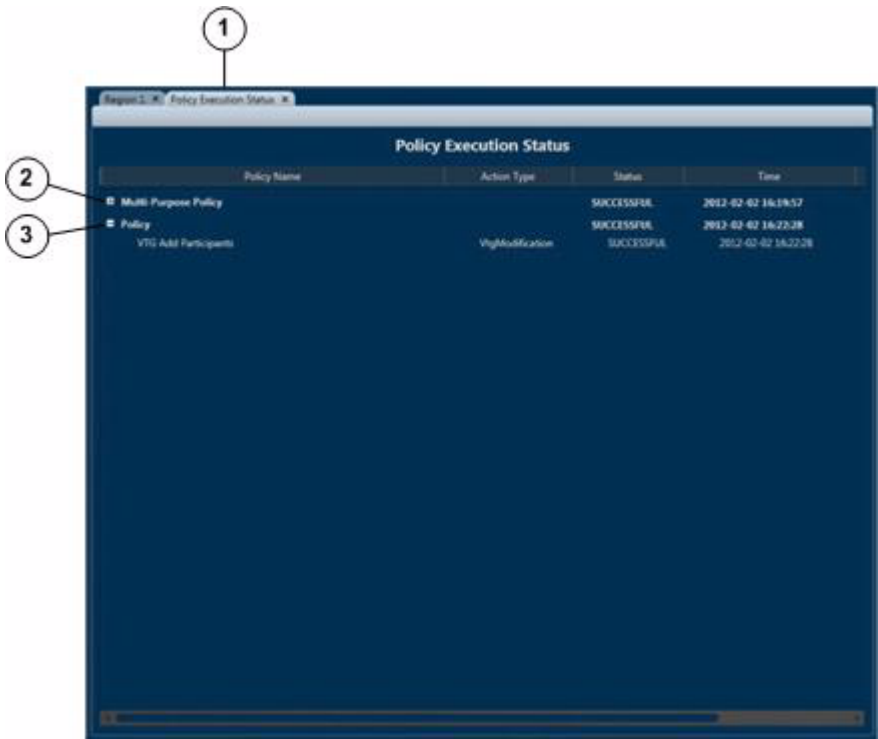 1
Region 1 × Policy Execution Status ×
Policy Execution Status
Policy Name Action Type Status Time
2
Multi-Purpose Policy SUCCESSFUL 2012-02-02 16:19:57
3
Policy SUCCESSFUL 2012-02-02 16:22:28
VTG Add Participants VtgModification SUCCESSFUL 2012-02-02 16:22:28